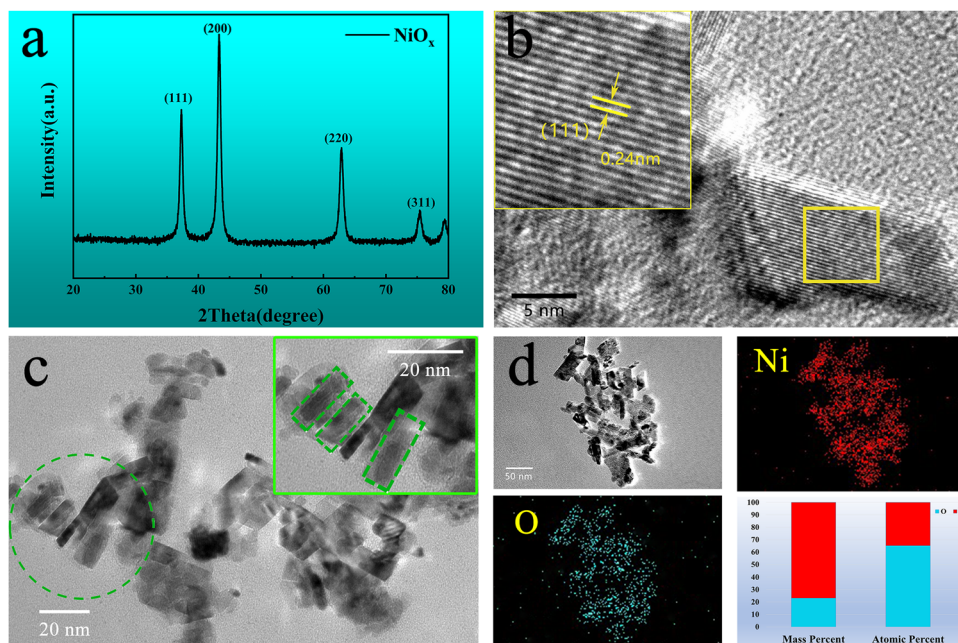 a
(200)
NiOₓ
(111)
(220)
(311)
Intensity(a.u.)
20 30 40 50 60 70 80
2Theta(degree)
b
(111)
0.24nm
5 nm
c
20 nm
20 nm
d
50 nm
Ni
O
100
90
80
70
60
50
40
30
20
10
0
O
Mass Percent Atomic Percent